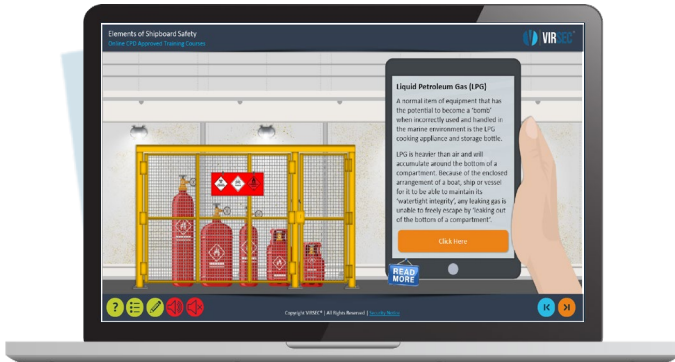 Elements of Shipboard Safety
Online CPD Approved Training Courses
VIRSEC
Liquid Petroleum Gas (LPG)
A normal item of equipment that has
the potential to become a 'bomb'
when incorrectly used and handled in
the marine environment is the LPG
cooking appliance and storage bottle.
LPG is heavier than air and will
accumulate around the bottom of a
compartment. Because of the enclosed
arrangement of a boat, ship or vessel
for it to be able to maintain its
'watertight integrity', any leaking gas is
unable to freely escape by 'leaking out
of the bottom of a compartment'.
Click Here
READ
MORE
?
Copyright VIRSEC® | All Rights Reserved |